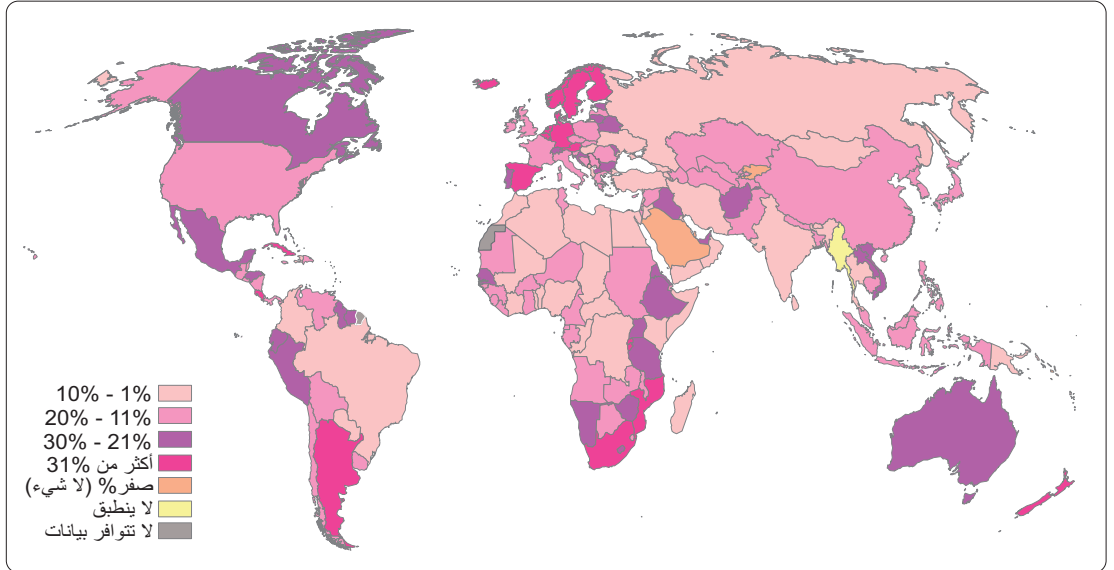 10% - 1%
20% - 11%
30% - 21%
أكثر من 31%
صفر% (لا شيء)
لا ينطبق
لا تتوافر بيانات